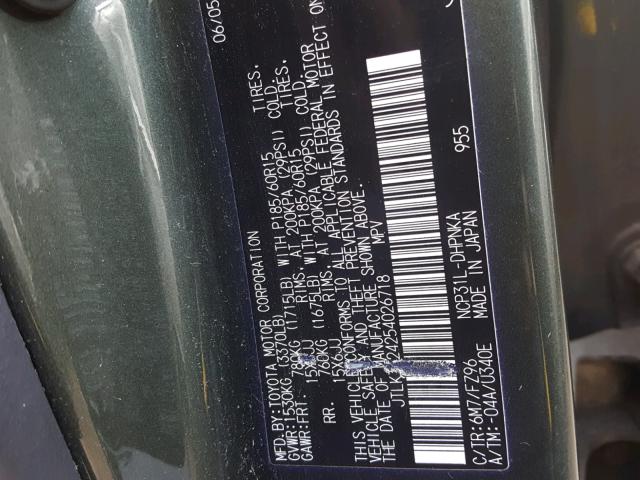 MFD.BY:TOYOTA MOTOR CORPORATION 06/05
GVWR:1530KG (3370LB)
GAWR:FRT. (1715LB) WITH P185/60R15 TIRES.
RIMS. AT 200KPA (29PSI) COLD.
RR. 760KG (1675LB) WITH P185/60R15 TIRES.
RIMS. AT 200KPA (29PSI) COLD.
THIS VEHICLE CONFORMS TO ALL APPLICABLE FEDERAL MOTOR
VEHICLE SAFETY AND THEFT PREVENTION STANDARDS IN EFFECT ON
THE DATE OF MANUFACTURE SHOWN ABOVE.
MPV
955
C/TR:6M7/FZ96 NCP31L-DHPNKA
A/TM:-04A/U340E MADE IN JAPAN